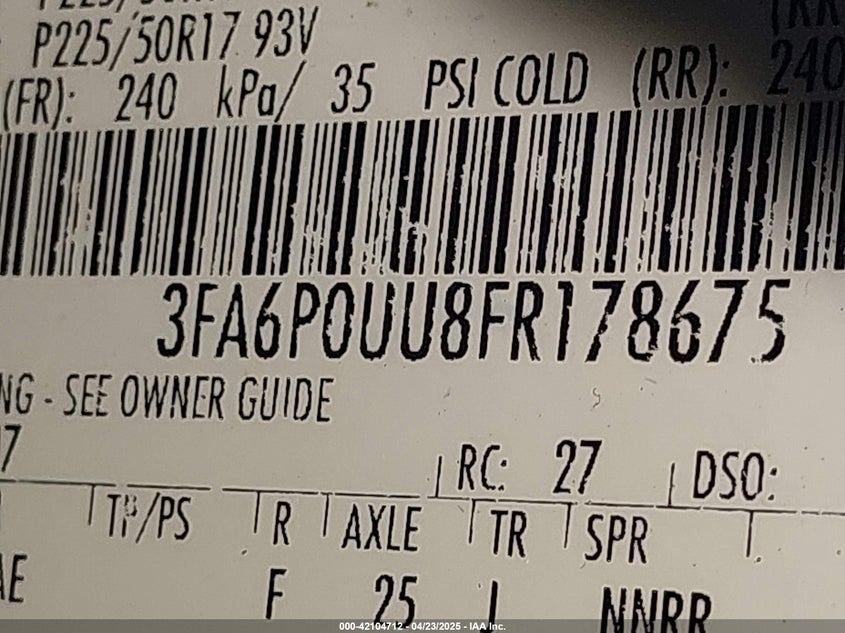 P225/50R17 93V
(FR): 240 kPa/ 35 PSI COLD (RR): 240
3FA6P0UU8FR178675
NG - SEE OWNER GUIDE
7
RC: 27 DSO:
TP/PS R AXLE TR SPR
AE F 25 J NNRR
000-42104712 - 04/23/2025 - IAA Inc.